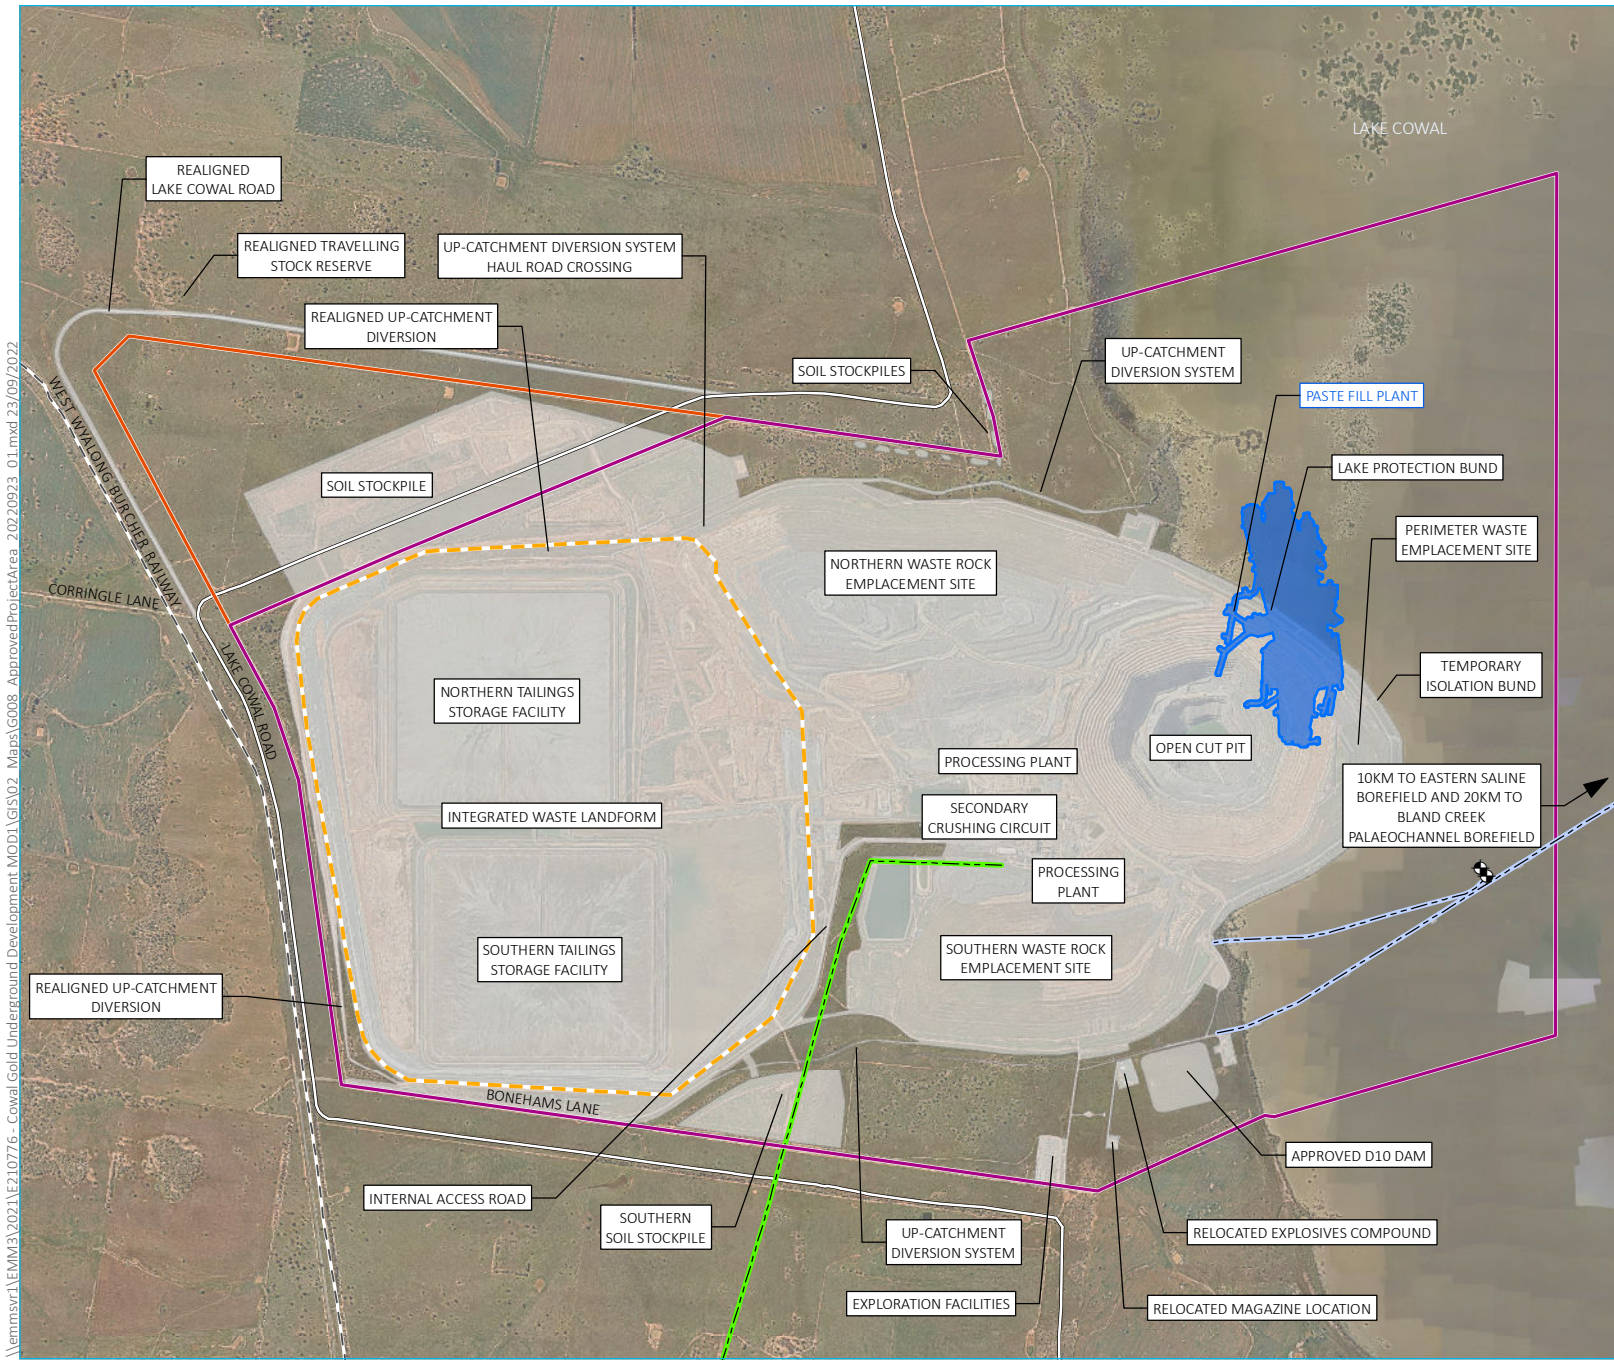 LAKE COWAL
REALIGNED
LAKE COWAL ROAD
REALIGNED TRAVELLING
STOCK RESERVE
UP-CATCHMENT DIVERSION SYSTEM
HAUL ROAD CROSSING
REALIGNED UP-CATCHMENT
DIVERSION
SOIL STOCKPILES
UP-CATCHMENT
DIVERSION SYSTEM
PASTE FILL PLANT
LAKE PROTECTION BUND
SOIL STOCKPILE
PERIMETER WASTE
EMPLACEMENT SITE
NORTHERN WASTE ROCK
EMPLACEMENT SITE
WEST WYALONG BURCHER RAILWAY
CORRINGLE LANE
LAKE COWAL ROAD
TEMPORARY
ISOLATION BUND
NORTHERN TAILINGS
STORAGE FACILITY
OPEN CUT PIT
PROCESSING PLANT
10KM TO EASTERN SALINE
BOREFIELD AND 20KM TO
BLAND CREEK
PALAEOCHANNEL BOREFIELD
INTEGRATED WASTE LANDFORM
SECONDARY
CRUSHING CIRCUIT
PROCESSING
PLANT
SOUTHERN TAILINGS
STORAGE FACILITY
SOUTHERN WASTE ROCK
EMPLACEMENT SITE
REALIGNED UP-CATCHMENT
DIVERSION
BONEHAMS LANE
APPROVED D10 DAM
INTERNAL ACCESS ROAD
SOUTHERN
SOIL STOCKPILE
UP-CATCHMENT
DIVERSION SYSTEM
RELOCATED EXPLOSIVES COMPOUND
EXPLORATION FACILITIES
RELOCATED MAGAZINE LOCATION
\\emmsvr1\EMM3\2021\E210776 - Cowal Gold Underground Development MOD1\GIS\02_Maps\G008_ApprovedProjectArea_20220923_01.mxd 23/09/2022